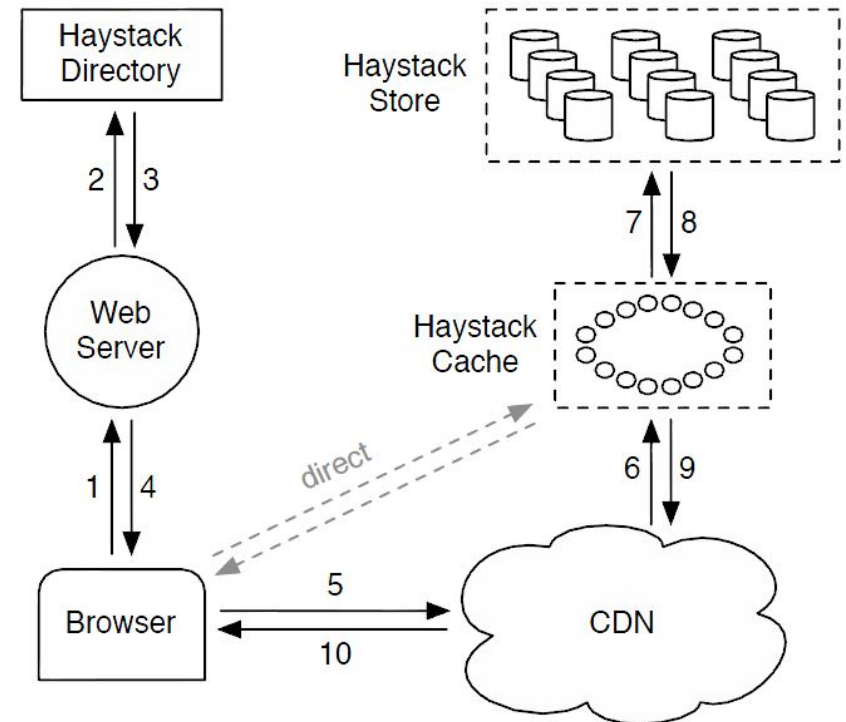 Haystack
Directory
Haystack
Store
2
3
7
8
Web
Server
Haystack
Cache
direct
1
4
6
9
5
Browser
CDN
10